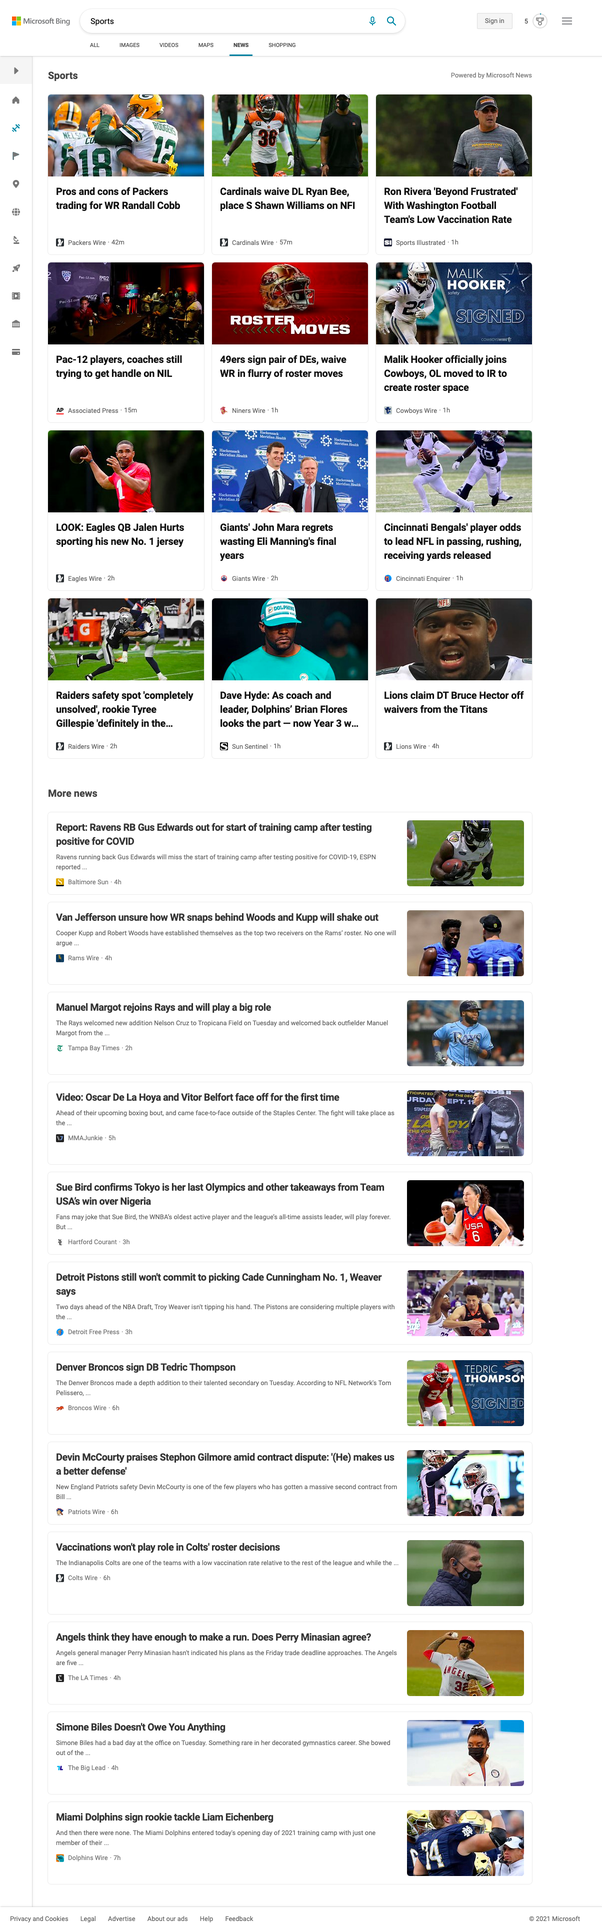 Microsoft Bing
Sports
Sign in
5
ALL IMAGES VIDEOS MAPS NEWS SHOPPING
Sports
Powered by Microsoft News
Pros and cons of Packers
trading for WR Randall Cobb
Packers Wire · 42m
Cardinals waive DL Ryan Bee,
place S Shawn Williams on NFI
Cardinals Wire · 57m
Ron Rivera 'Beyond Frustrated'
With Washington Football
Team's Low Vaccination Rate
Sports Illustrated · 1h
Pac-12 players, coaches still
trying to get handle on NIL
AP Associated Press · 15m
ROSTER
MOVES
49ers sign pair of DEs, waive
WR in flurry of roster moves
Niners Wire · 1h
MALIK
HOOKER
SIGNED
Malik Hooker officially joins
Cowboys, OL moved to IR to
create roster space
Cowboys Wire · 1h
LOOK: Eagles QB Jalen Hurts
sporting his new No. 1 jersey
Eagles Wire · 2h
Giants' John Mara regrets
wasting Eli Manning's final
years
Giants Wire · 2h
Cincinnati Bengals' player odds
to lead NFL in passing, rushing,
receiving yards released
Cincinnati Enquirer · 1h
Raiders safety spot 'completely
unsolved', rookie Tyree
Gillespie 'definitely in the...
Raiders Wire · 2h
Dave Hyde: As coach and
leader, Dolphins' Brian Flores
looks the part — now Year 3 w...
Sun Sentinel · 1h
Lions claim DT Bruce Hector off
waivers from the Titans
Lions Wire · 4h
More news
Report: Ravens RB Gus Edwards out for start of training camp after testing
positive for COVID
Ravens running back Gus Edwards will miss the start of training camp after testing positive for COVID-19, ESPN
reported ...
Baltimore Sun · 4h
Van Jefferson unsure how WR snaps behind Woods and Kupp will shake out
Cooper Kupp and Robert Woods have established themselves as the top two receivers on the Rams' roster. No one will
argue ...
Rams Wire · 4h
Manuel Margot rejoins Rays and will play a big role
The Rays welcomed new addition Nelson Cruz to Tropicana Field on Tuesday and welcomed back outfielder Manuel
Margot from the ...
Tampa Bay Times · 2h
Video: Oscar De La Hoya and Vitor Belfort face off for the first time
Ahead of their upcoming boxing bout, and came face-to-face outside of the Staples Center. The fight will take place as
the ...
MMAJunkie · 5h
Sue Bird confirms Tokyo is her last Olympics and other takeaways from Team
USA's win over Nigeria
Fans may joke that Sue Bird, the WNBA's oldest active player and the league's all-time assists leader, will play forever.
But ...
Hartford Courant · 3h
USA
6
Detroit Pistons still won't commit to picking Cade Cunningham No. 1, Weaver
says
Two days ahead of the NBA Draft, Troy Weaver isn't tipping his hand. The Pistons are considering multiple players with
the ...
Detroit Free Press · 3h
Denver Broncos sign DB Tedric Thompson
The Denver Broncos made a depth addition to their talented secondary on Tuesday. According to NFL Network's Tom
Pelissero, ...
Broncos Wire · 6h
TEDRIC
THOMPSON
SIGNED
Devin McCourty praises Stephon Gilmore amid contract dispute: '(He) makes us
a better defense'
New England Patriots safety Devin McCourty is one of the few players who has gotten a massive second contract from
Bill ...
Patriots Wire · 6h
Vaccinations won't play role in Colts' roster decisions
The Indianapolis Colts are one of the teams with a low vaccination rate relative to the rest of the league and while the ...
Colts Wire · 6h
Angels think they have enough to make a run. Does Perry Minasian agree?
Angels general manager Perry Minasian hasn't indicated his plans as the Friday trade deadline approaches. The Angels
are five ...
The LA Times · 4h
ANGELS
32
Simone Biles Doesn't Owe You Anything
Simone Biles had a bad day at the office on Tuesday. Something rare in her decorated gymnastics career. She bowed
out of the ...
The Big Lead · 4h
Miami Dolphins sign rookie tackle Liam Eichenberg
And then there were none. The Miami Dolphins entered today's opening day of 2021 training camp with just one
member of their ...
Dolphins Wire · 7h
74
Privacy and Cookies Legal Advertise About our ads Help Feedback © 2021 Microsoft